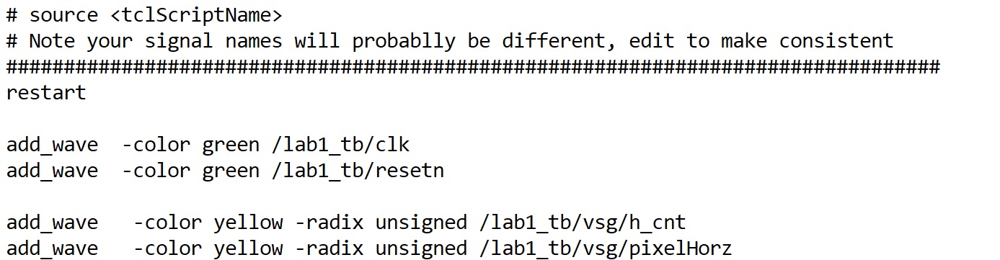 # source <tclScriptName>
# Note your signal names will probablly be different, edit to make consistent
#################################################################################
restart
add_wave  -color green /lab1_tb/clk
add_wave  -color green /lab1_tb/resetn
add_wave   -color yellow -radix unsigned /lab1_tb/vsg/h_cnt
add_wave   -color yellow -radix unsigned /lab1_tb/vsg/pixelHorz